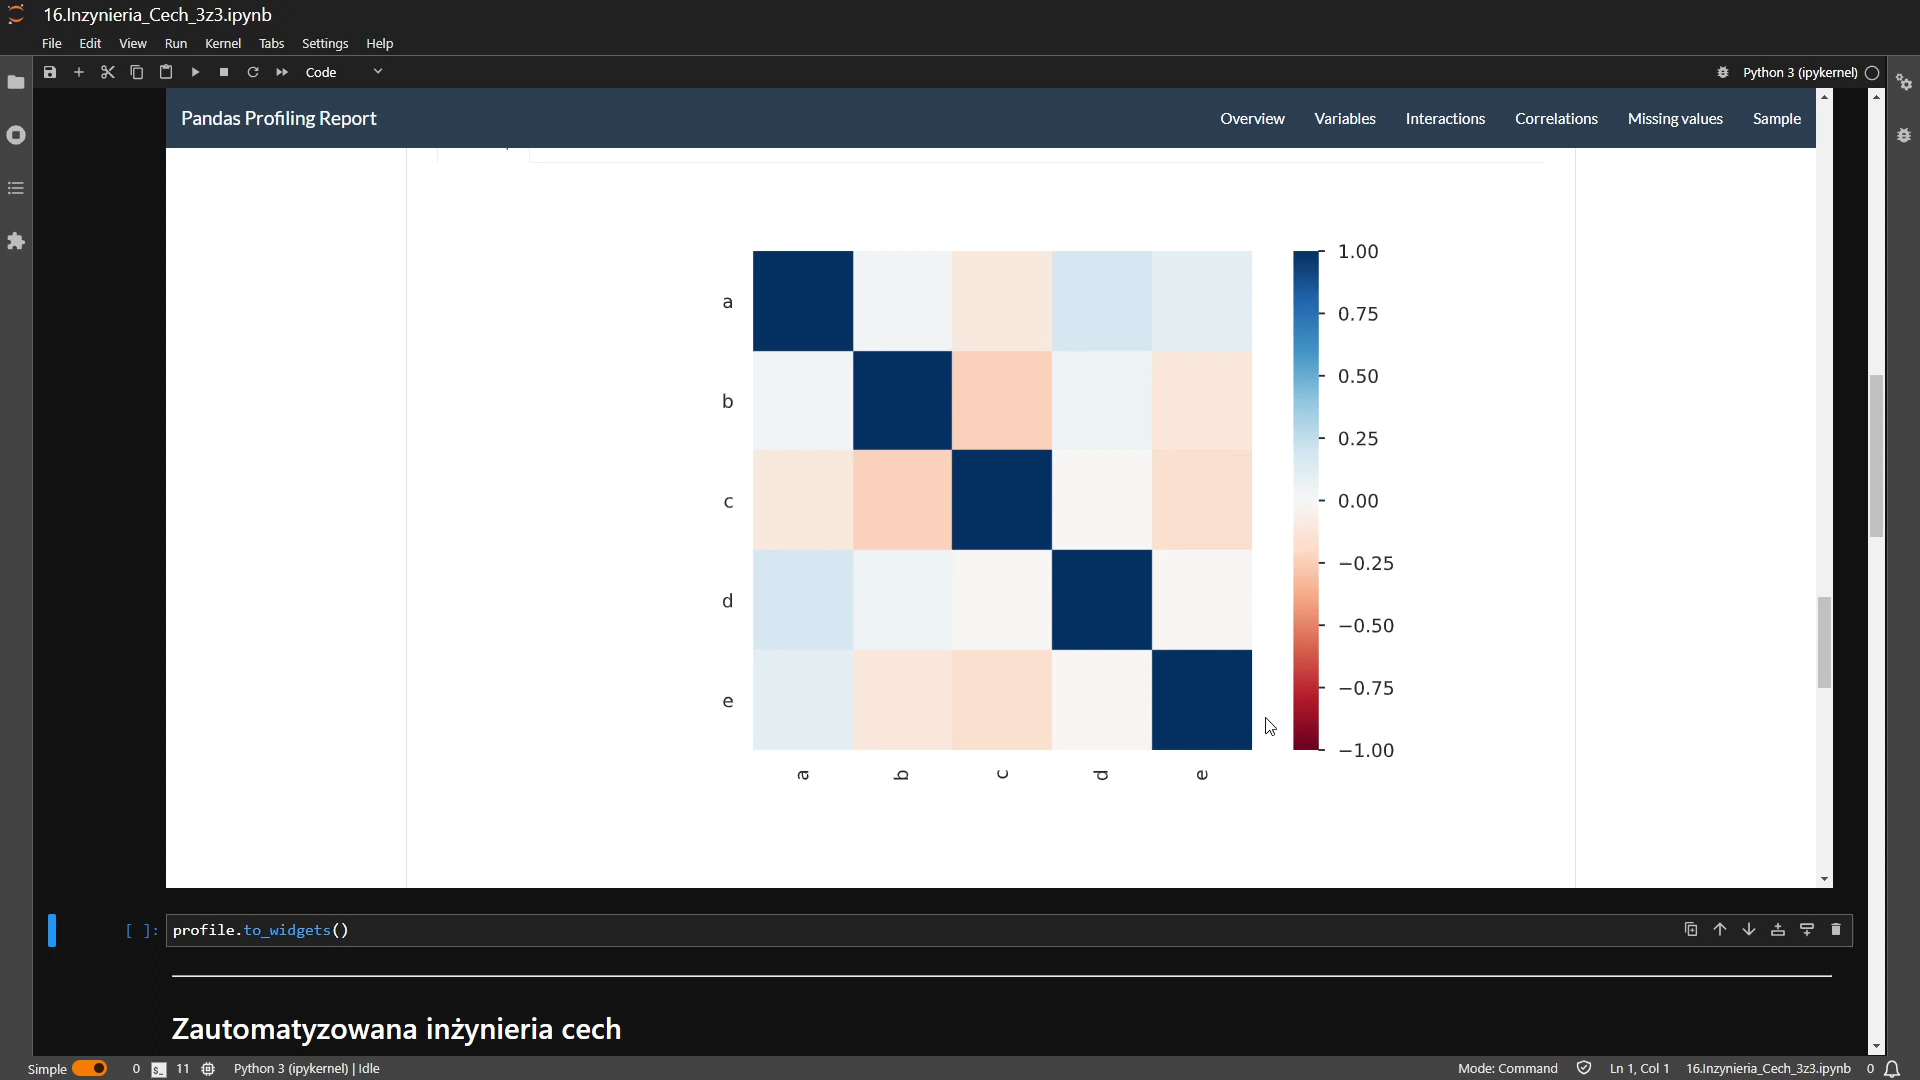 16.Inzynieria_Cech_3z3.ipynb
File Edit View Run Kernel Tabs Settings Help
Code
Python 3 (ipykernel)
Pandas Profiling Report
Overview Variables Interactions Correlations Missing values Sample
1.00
a
0.75
0.50
b
0.25
c
0.00
−0.25
d
−0.50
−0.75
e
−1.00
a b c d e
[ ]: profile.to_widgets()
Zautomatyzowana inżynieria cech
Simple 0 $_ 11 Python 3 (ipykernel) | Idle Mode: Command Ln 1, Col 1 16.Inzynieria_Cech_3z3.ipynb 0